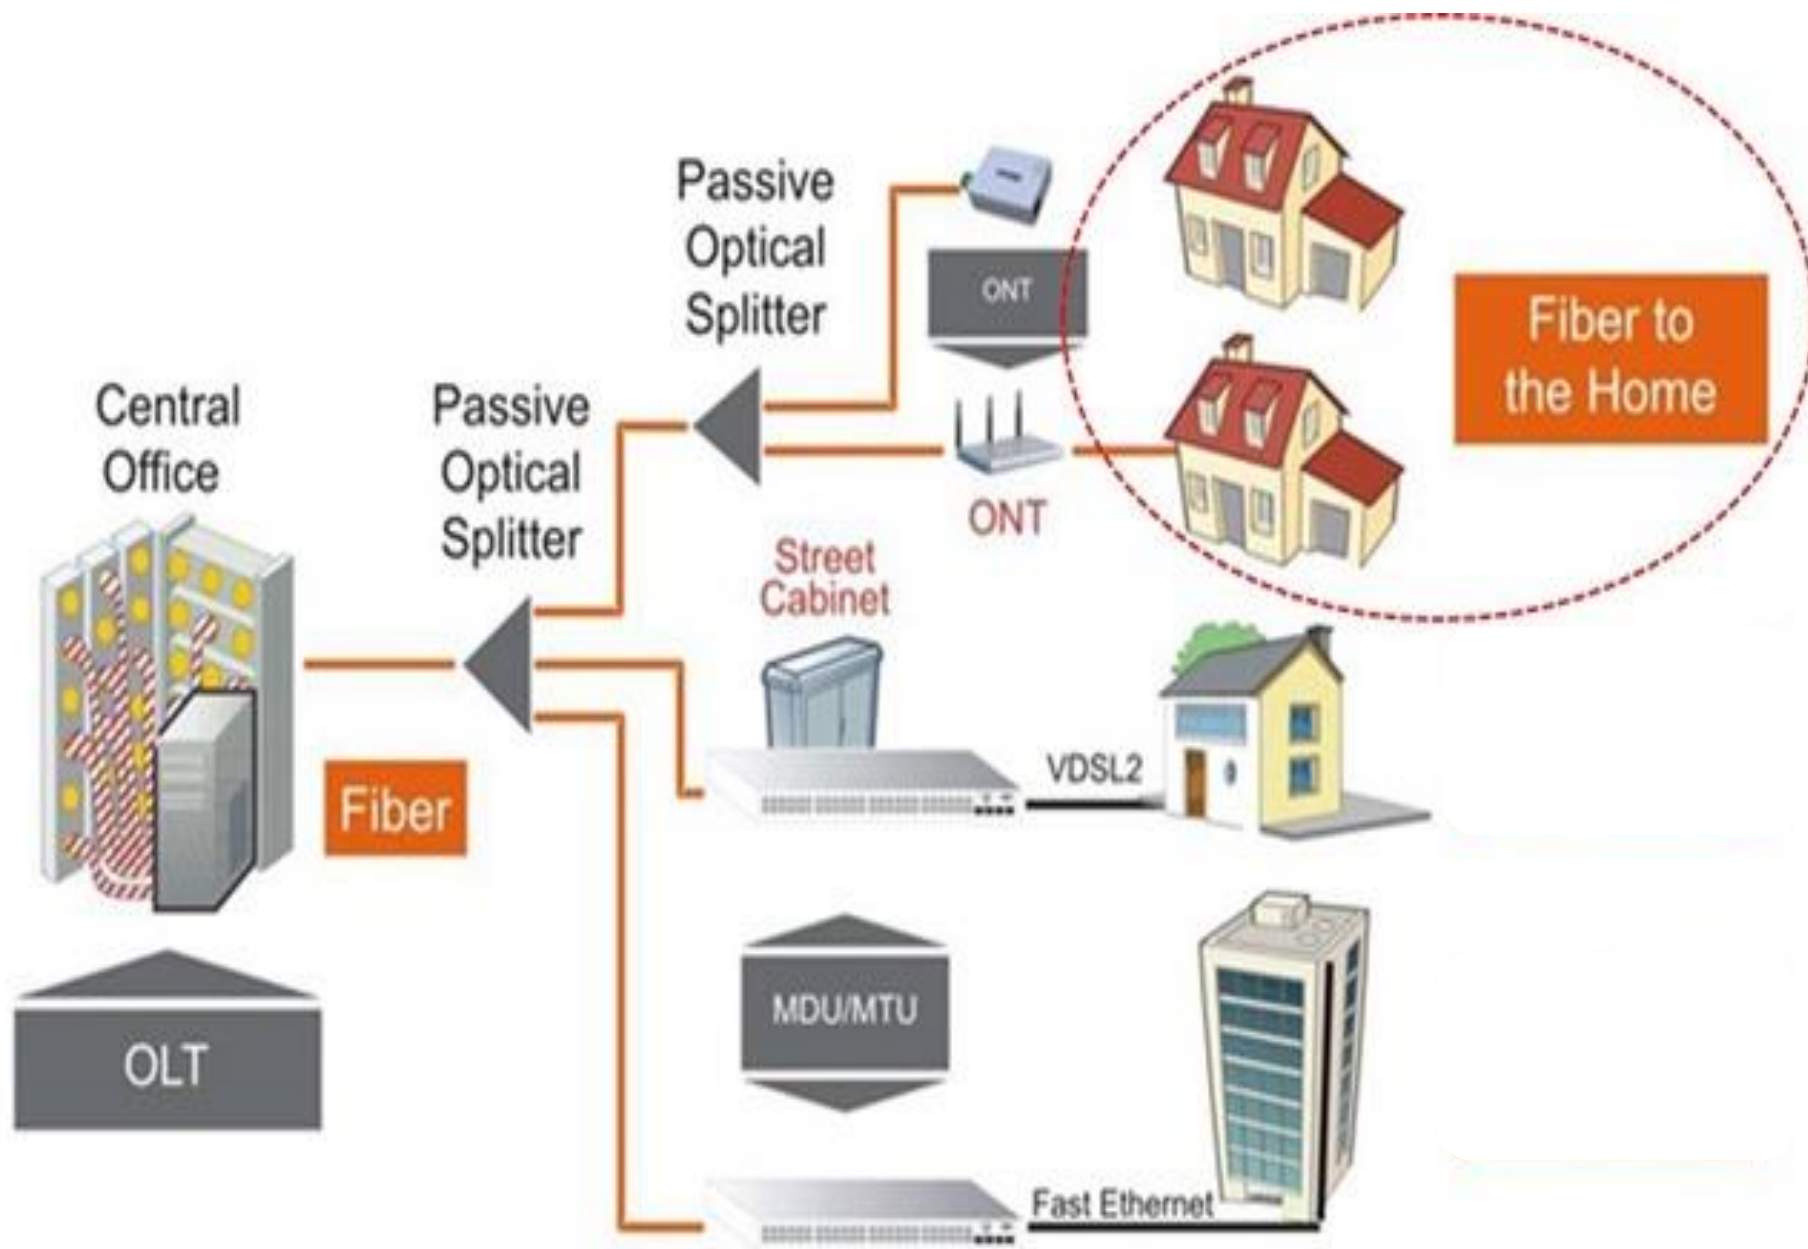 Passive
Optical
Splitter
ONT
Fiber to
the Home
Central
Office
Passive
Optical
Splitter
ONT
Street
Cabinet
VDSL2
Fiber
MDU/MTU
OLT
Fast Ethernet